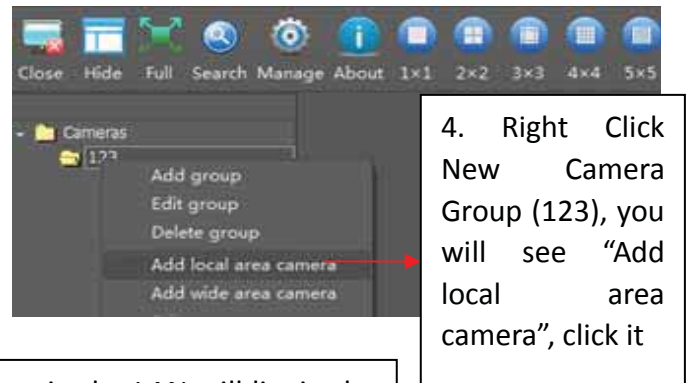 Close Hide Full Search Manage About 1×1 2×2 3×3 4×4 5×5
Cameras
123
Add group
Edit group
Delete group
Add local area camera
Add wide area camera
4. Right Click
New Camera
Group (123), you
will see “Add
local area
camera”, click it